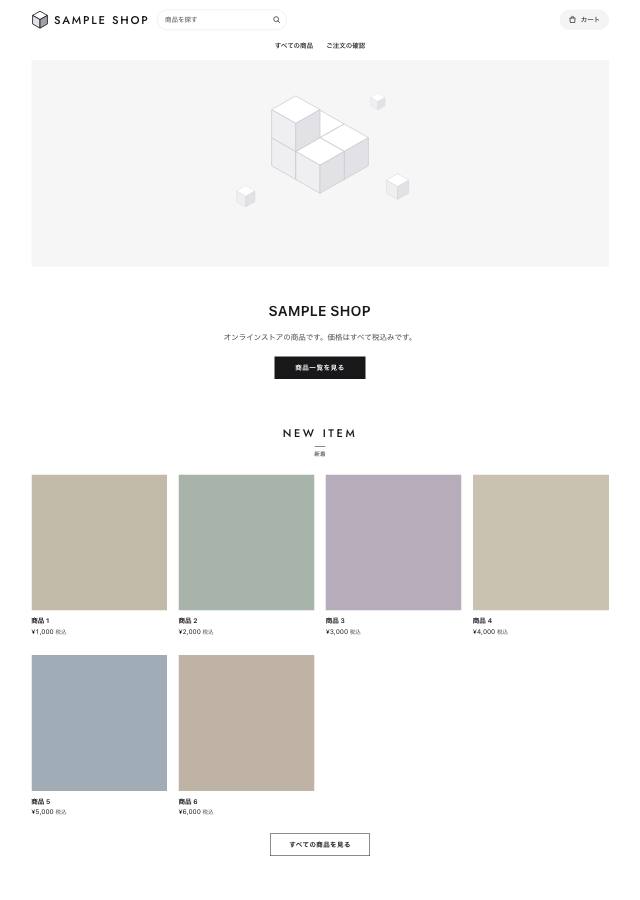 SAMPLE SHOP
商品を探す
カート
すべての商品
ご注文の確認
SAMPLE SHOP
オンラインストアの商品です。価格はすべて税込みです。
商品一覧を見る
NEW ITEM
新着
商品 1
¥1,000 税込
商品 2
¥2,000 税込
商品 3
¥3,000 税込
商品 4
¥4,000 税込
商品 5
¥5,000 税込
商品 6
¥6,000 税込
すべての商品を見る